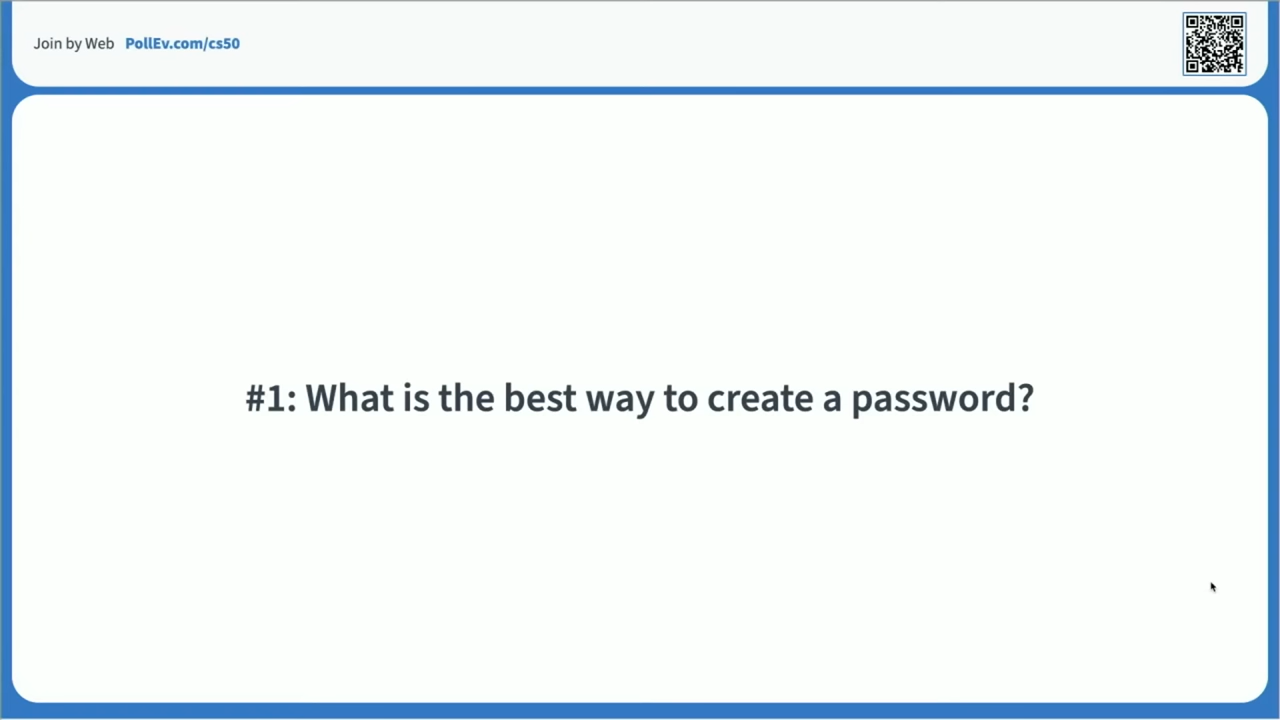 Join by Web PollEv.com/cs50
#1: What is the best way to create a password?